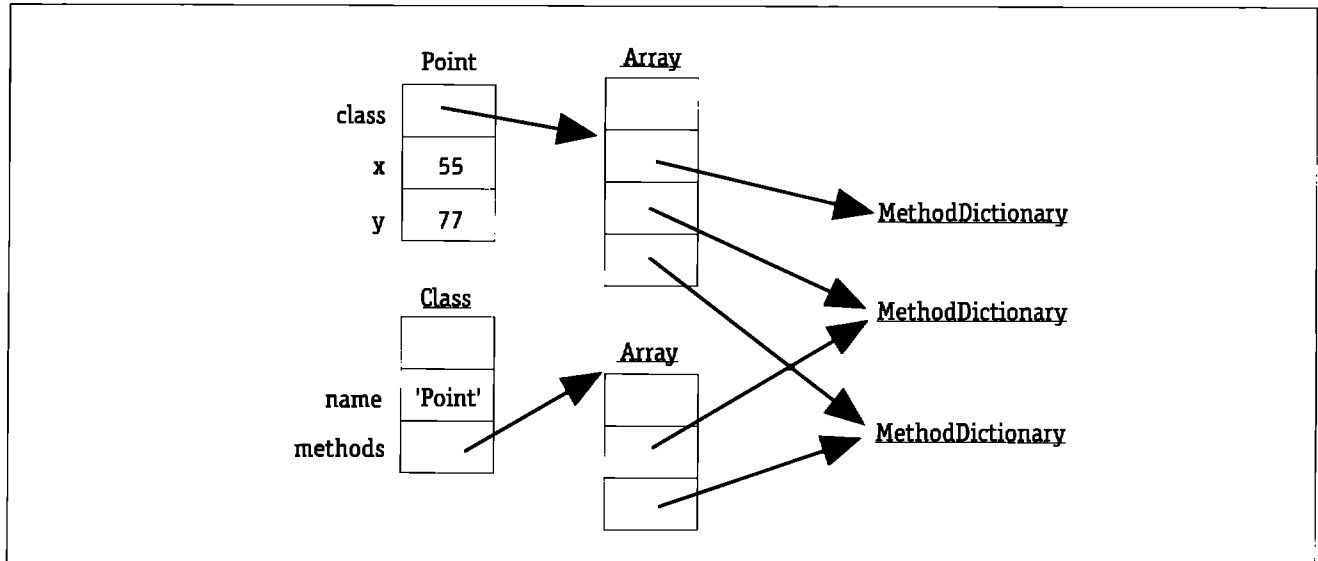 Point
Array
class
x
55
y
77
MethodDictionary
Class
MethodDictionary
Array
name
'Point'
methods
MethodDictionary